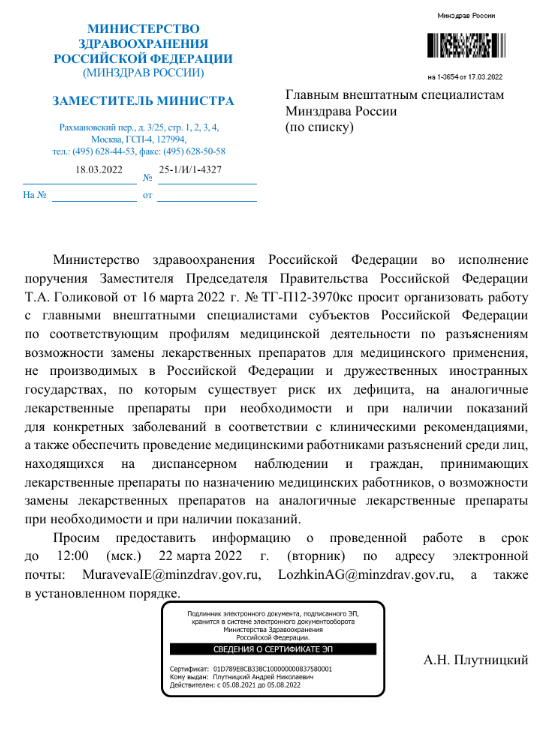 Минздрав России
на 1-3654 от 17.03.2022
МИНИСТЕРСТВО
ЗДРАВООХРАНЕНИЯ
РОССИЙСКОЙ ФЕДЕРАЦИИ
(МИНЗДРАВ РОССИИ)
ЗАМЕСТИТЕЛЬ МИНИСТРА
Рахмановский пер., д. 3/25, стр. 1, 2, 3, 4,
Москва, ГСП-4, 127994,
тел.: (495) 628-44-53, факс: (495) 628-50-58
18.03.2022 № 25-1/И/1-4327
На № от
Главным внештатным специалистам
Минздрава России
(по списку)
Министерство здравоохранения Российской Федерации во исполнение
поручения Заместителя Председателя Правительства Российской Федерации
Т.А. Голиковой от 16 марта 2022 г. № ТГ-П12-3970кс просит организовать работу
с главными внештатными специалистами субъектов Российской Федерации
по соответствующим профилям медицинской деятельности по разъяснениям
возможности замены лекарственных препаратов для медицинского применения,
не производимых в Российской Федерации и дружественных иностранных
государствах, по которым существует риск их дефицита, на аналогичные
лекарственные препараты при необходимости и при наличии показаний
для конкретных заболеваний в соответствии с клиническими рекомендациями,
а также обеспечить проведение медицинскими работниками разъяснений среди лиц,
находящихся на диспансерном наблюдении и граждан, принимающих
лекарственные препараты по назначению медицинских работников, о возможности
замены лекарственных препаратов на аналогичные лекарственные препараты
при необходимости и при наличии показаний.
Просим предоставить информацию о проведенной работе в срок
до 12:00 (мск.) 22 марта 2022 г. (вторник) по адресу электронной
почты: MuravevaIE@minzdrav.gov.ru, LozhkinAG@minzdrav.gov.ru, а также
в установленном порядке.
Подлинник электронного документа, подписанного ЭП,
хранится в системе электронного документооборота
Министерства Здравоохранения
Российской Федерации.
СВЕДЕНИЯ О СЕРТИФИКАТЕ ЭП
Сертификат: 01D789E8CB338C100000000837580001
Кому выдан: Плутницкий Андрей Николаевич
Действителен: с 05.08.2021 до 05.08.2022
А.Н. Плутницкий